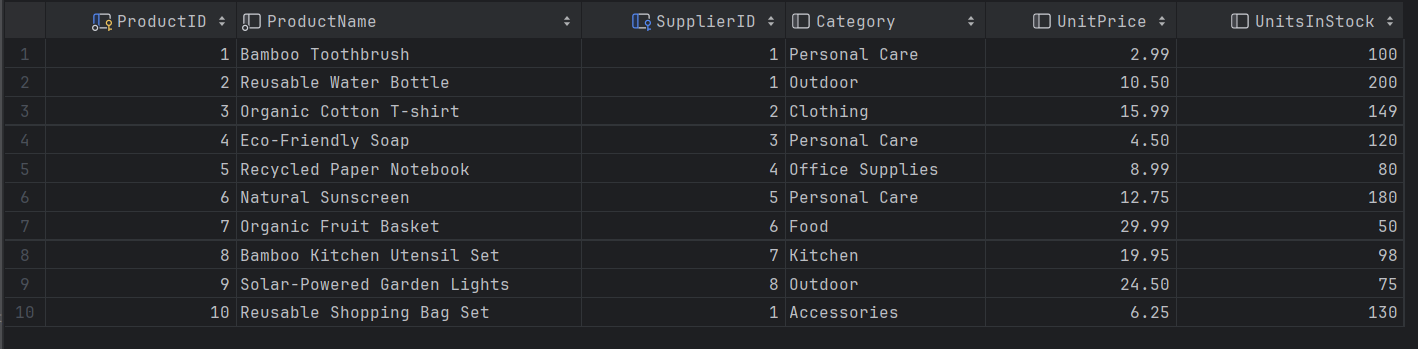 ProductID ProductName SupplierID Category UnitPrice UnitsInStock
1 1 Bamboo Toothbrush 1 Personal Care 2.99 100
2 2 Reusable Water Bottle 1 Outdoor 10.50 200
3 3 Organic Cotton T-shirt 2 Clothing 15.99 149
4 4 Eco-Friendly Soap 3 Personal Care 4.50 120
5 5 Recycled Paper Notebook 4 Office Supplies 8.99 80
6 6 Natural Sunscreen 5 Personal Care 12.75 180
7 7 Organic Fruit Basket 6 Food 29.99 50
8 8 Bamboo Kitchen Utensil Set 7 Kitchen 19.95 98
9 9 Solar-Powered Garden Lights 8 Outdoor 24.50 75
10 10 Reusable Shopping Bag Set 1 Accessories 6.25 130